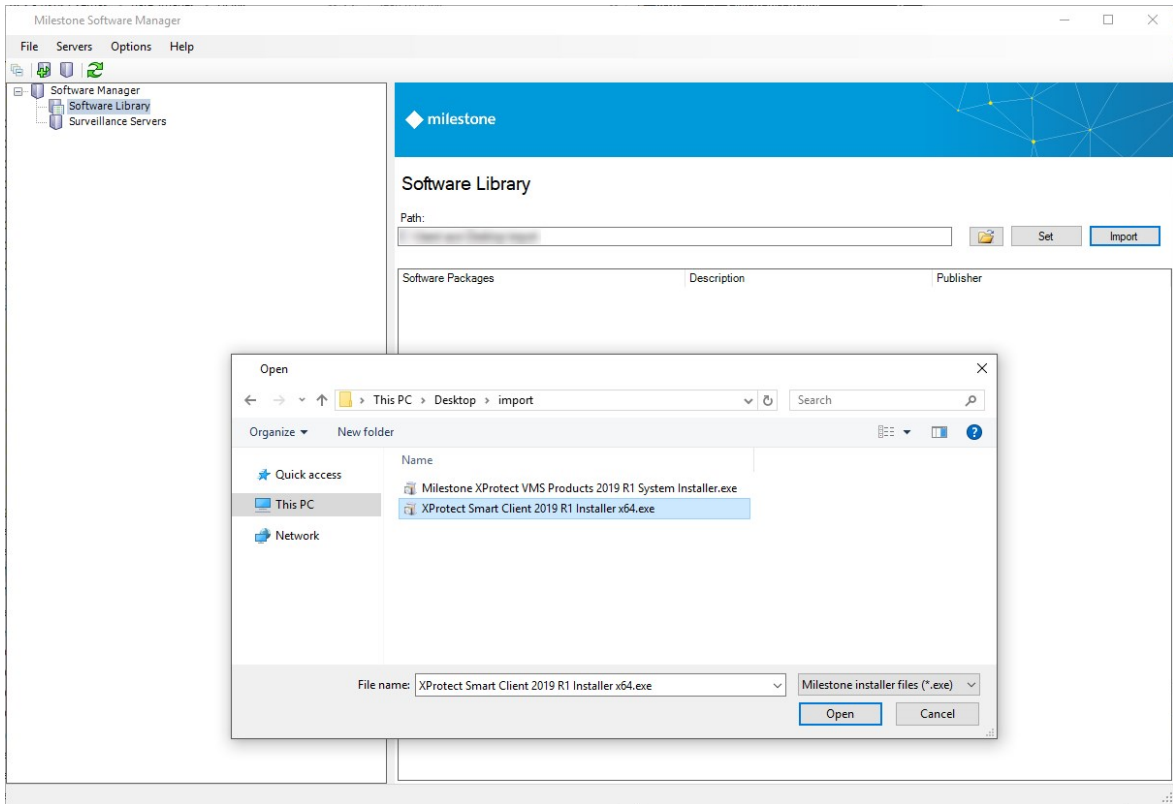 Milestone Software Manager
File Servers Options Help
Software Manager
Software Library
Surveillance Servers
milestone
Software Library
Path:
Set Import
Software Packages Description Publisher
Open
This PC > Desktop > import
Search
Organize New folder
Name
Quick access
This PC
Network
Milestone XProtect VMS Products 2019 R1 System Installer.exe
XProtect Smart Client 2019 R1 Installer x64.exe
File name: XProtect Smart Client 2019 R1 Installer x64.exe Milestone installer files (*.exe)
Open Cancel